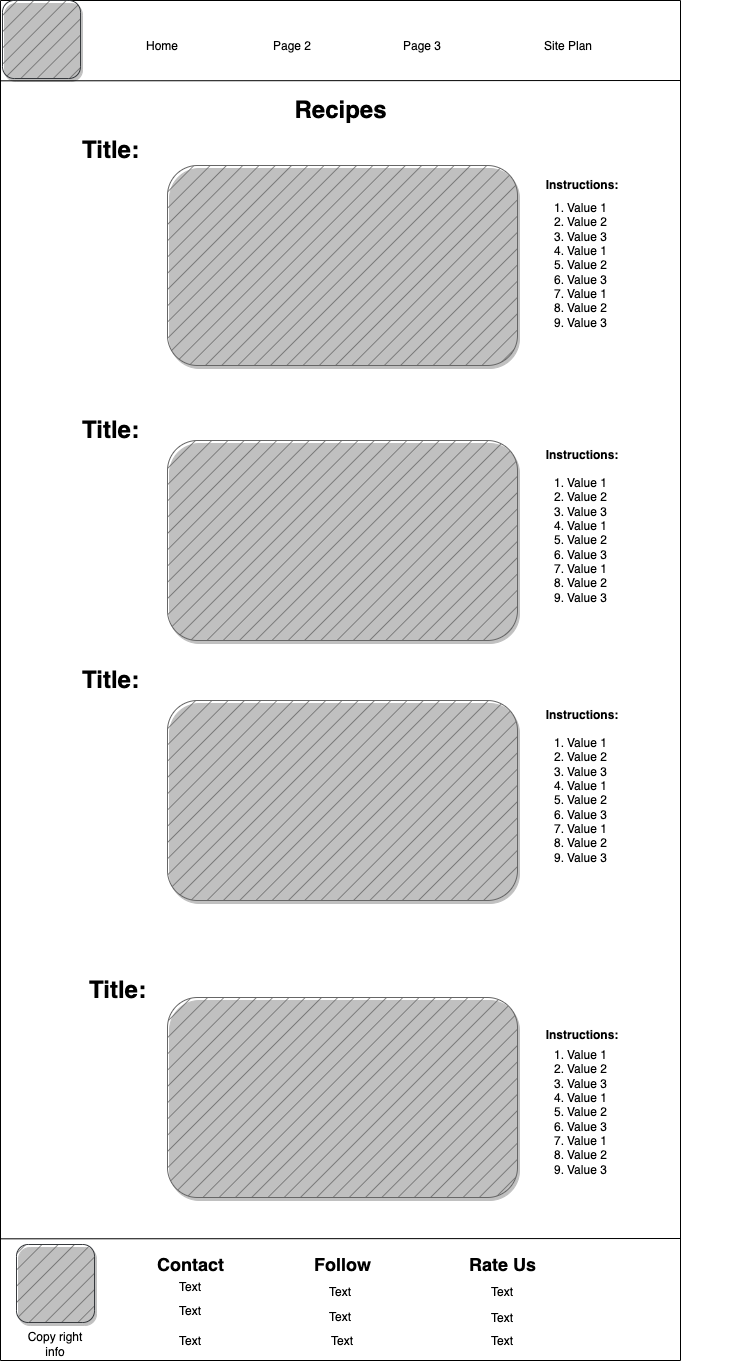 Home Page 2 Page 3 Site Plan
Recipes
Title:
Instructions:
1. Value 1
2. Value 2
3. Value 3
4. Value 1
5. Value 2
6. Value 3
7. Value 1
8. Value 2
9. Value 3
Title:
Instructions:
1. Value 1
2. Value 2
3. Value 3
4. Value 1
5. Value 2
6. Value 3
7. Value 1
8. Value 2
9. Value 3
Title:
Instructions:
1. Value 1
2. Value 2
3. Value 3
4. Value 1
5. Value 2
6. Value 3
7. Value 1
8. Value 2
9. Value 3
Title:
Instructions:
1. Value 1
2. Value 2
3. Value 3
4. Value 1
5. Value 2
6. Value 3
7. Value 1
8. Value 2
9. Value 3
Copy right
info
Contact
Text
Text
Text
Follow
Text
Text
Text
Rate Us
Text
Text
Text